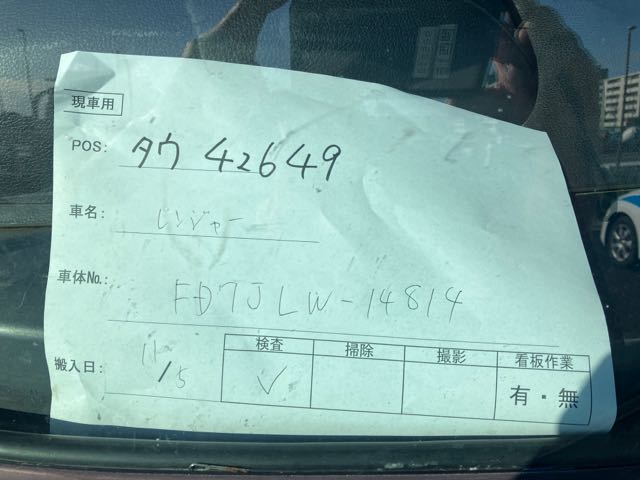 現車用
POS: タウ 42649
車名: レンジャー
車体No. FD7JLW-14814
搬入日: 11/5
検査 掃除 撮影 看板作業
✓ 有・無